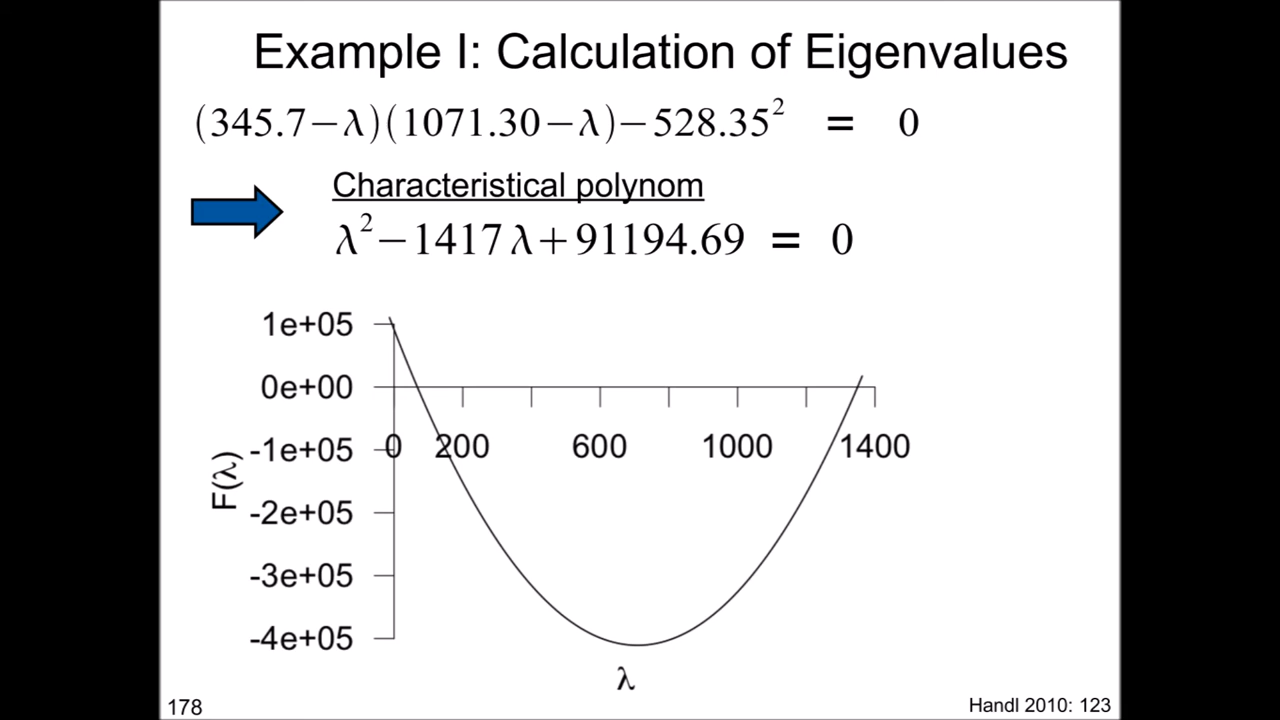 Example I: Calculation of Eigenvalues
(345.7−λ)(1071.30−λ)−528.35² = 0
Characteristical polynom
λ²−1417λ+91194.69 = 0
1e+05
0e+00
-1e+05
-2e+05
-3e+05
-4e+05
F(λ)
0 200 600 1000 1400
λ
178
Handl 2010: 123